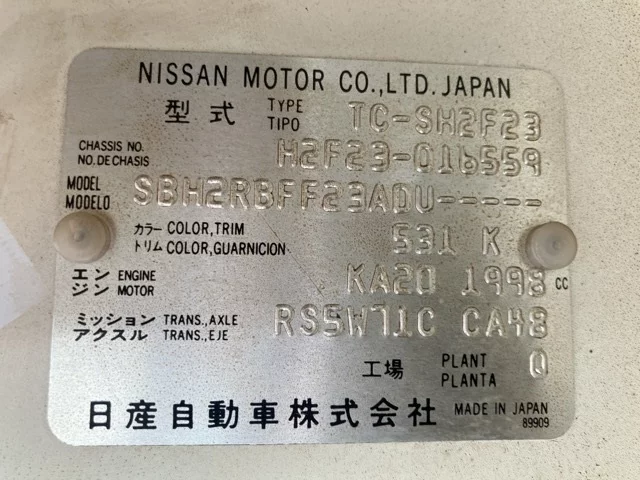 NISSAN MOTOR CO.,LTD.JAPAN
型式 TYPE TIPO TC-SH2F23
CHASSIS NO. NO.DE CHASIS H2F23-016559
MODEL MODELO SBH2RBFF23ADU-----
カラー COLOR,TRIM 531 K
トリム COLOR,GUARNICION
エンジン ENGINE MOTOR KA20 1998 CC
ミッション TRANS.,AXLE RS5W71C CA48
アクスル TRANS.,EJE
工場 PLANT PLANTA 0
日産自動車株式会社 MADE IN JAPAN
89909